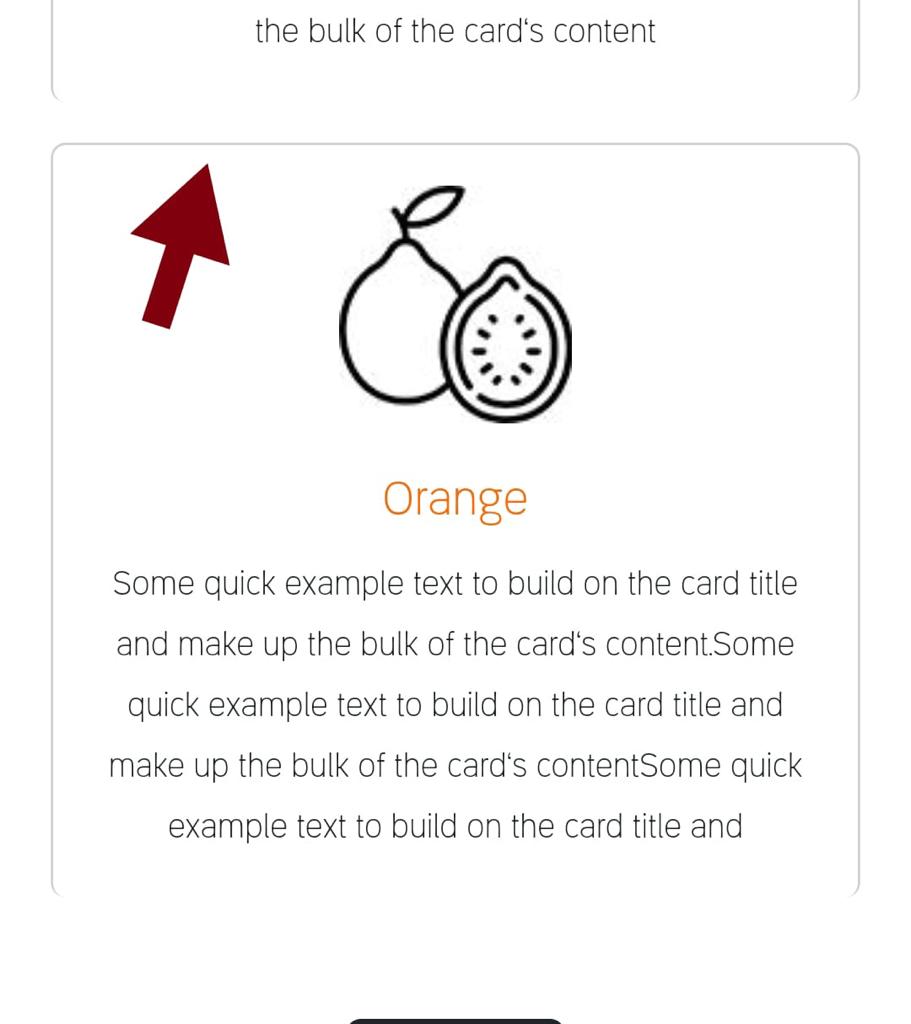 the bulk of the card‘s content
Orange
Some quick example text to build on the card title
and make up the bulk of the card‘s content.Some
quick example text to build on the card title and
make up the bulk of the card‘s contentSome quick
example text to build on the card title and